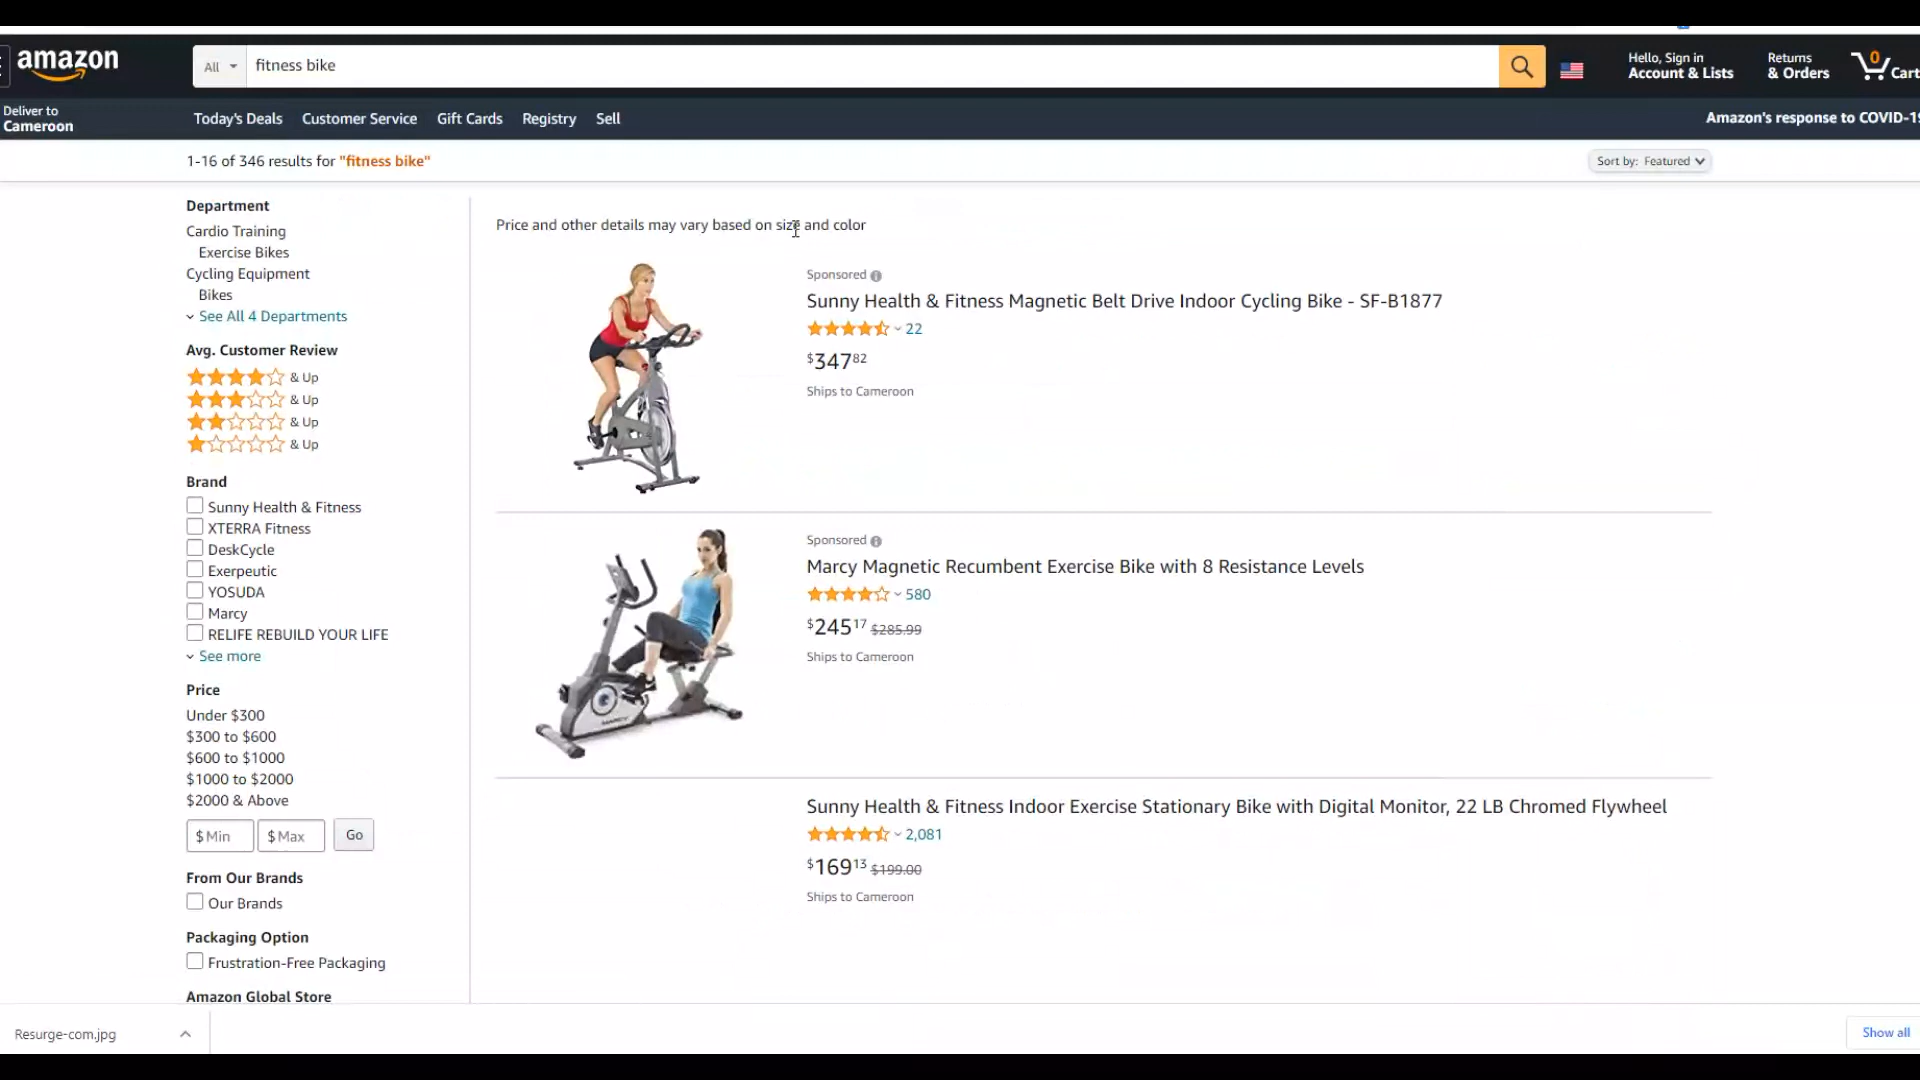 amazon
All
fitness bike
Hello, Sign in
Account & Lists
Returns
& Orders
0
Cart
Deliver to
Cameroon
Today's Deals
Customer Service
Gift Cards
Registry
Sell
Amazon's response to COVID-19
1-16 of 346 results for "fitness bike"
Sort by: Featured
Department
Cardio Training
Exercise Bikes
Cycling Equipment
Bikes
See All 4 Departments
Avg. Customer Review
& Up
& Up
& Up
& Up
Brand
Sunny Health & Fitness
XTERRA Fitness
DeskCycle
Exerpeutic
YOSUDA
Marcy
RELIFE REBUILD YOUR LIFE
See more
Price
Under $300
$300 to $600
$600 to $1000
$1000 to $2000
$2000 & Above
$ Min
$ Max
Go
From Our Brands
Our Brands
Packaging Option
Frustration-Free Packaging
Amazon Global Store
Price and other details may vary based on size and color
Sponsored
Sunny Health & Fitness Magnetic Belt Drive Indoor Cycling Bike - SF-B1877
22
$347 82
Ships to Cameroon
Sponsored
Marcy Magnetic Recumbent Exercise Bike with 8 Resistance Levels
580
$245 17 $285.99
Ships to Cameroon
Sunny Health & Fitness Indoor Exercise Stationary Bike with Digital Monitor, 22 LB Chromed Flywheel
2,081
$169 13 $199.00
Ships to Cameroon
Resurge-com.jpg
Show all